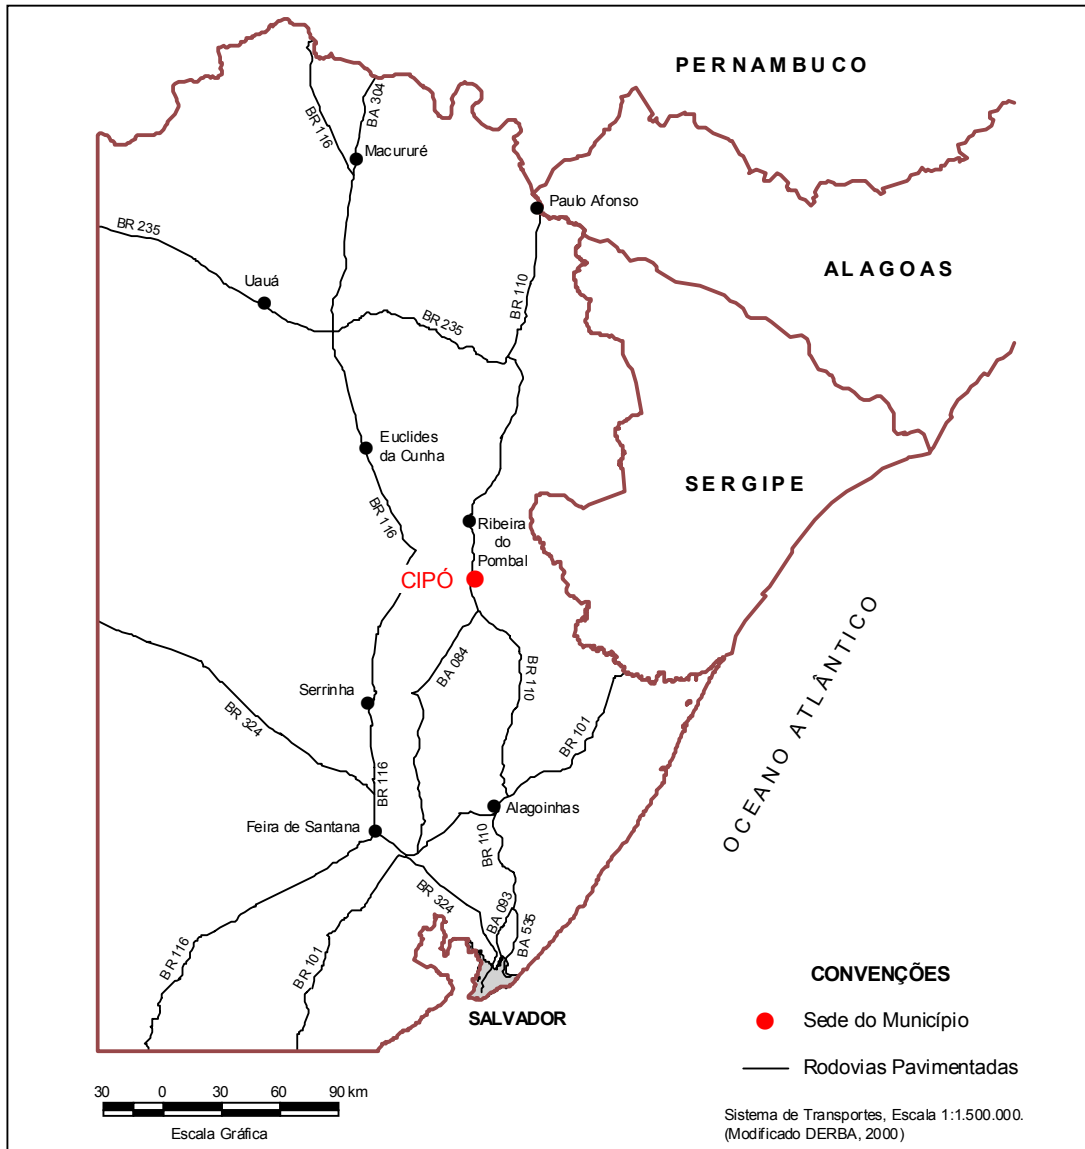 PERNAMBUCO
BR 116
BA 304
Macururé
Paulo Afonso
BR 235
ALAGOAS
Uauá
BR 110
BR 235
Euclides
da Cunha
SERGIPE
BR 116
Ribeira
do
Pombal
CIPÓ
OCEANO ATLÂNTICO
BA 084
BR 110
Serrinha
BR 324
BR 101
BR 116
Alagoinhas
Feira de Santana
BR 110
BR 324
BA 093
BA 535
BR 116
BR 101
SALVADOR
CONVENÇÕES
Sede do Município
Rodovias Pavimentadas
30 0 30 60 90 km
Escala Gráfica
Sistema de Transportes, Escala 1:1.500.000.
(Modificado DERBA, 2000)